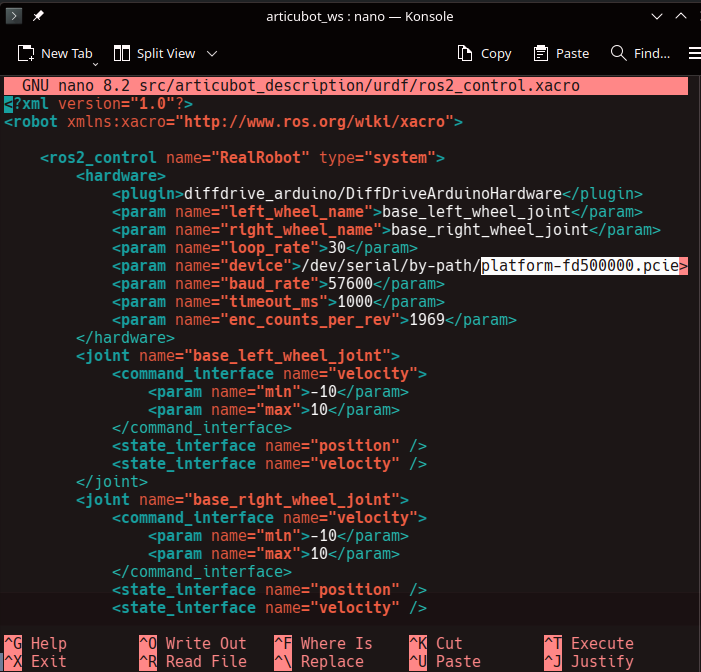 articubot_ws : nano — Konsole
New Tab Split View Copy Paste Find...
GNU nano 8.2 src/articubot_description/urdf/ros2_control.xacro
<?xml version="1.0"?>
<robot xmlns:xacro="http://www.ros.org/wiki/xacro">
<ros2_control name="RealRobot" type="system">
<hardware>
<plugin>diffdrive_arduino/DiffDriveArduinoHardware</plugin>
<param name="left_wheel_name">base_left_wheel_joint</param>
<param name="right_wheel_name">base_right_wheel_joint</param>
<param name="loop_rate">30</param>
<param name="device">/dev/serial/by-path/platform-fd500000.pcie>
<param name="baud_rate">57600</param>
<param name="timeout_ms">1000</param>
<param name="enc_counts_per_rev">1969</param>
</hardware>
<joint name="base_left_wheel_joint">
<command_interface name="velocity">
<param name="min">-10</param>
<param name="max">10</param>
</command_interface>
<state_interface name="position" />
<state_interface name="velocity" />
</joint>
<joint name="base_right_wheel_joint">
<command_interface name="velocity">
<param name="min">-10</param>
<param name="max">10</param>
</command_interface>
<state_interface name="position" />
<state_interface name="velocity" />
^G Help ^O Write Out ^F Where Is ^K Cut ^T Execute
^X Exit ^R Read File ^\ Replace ^U Paste ^J Justify